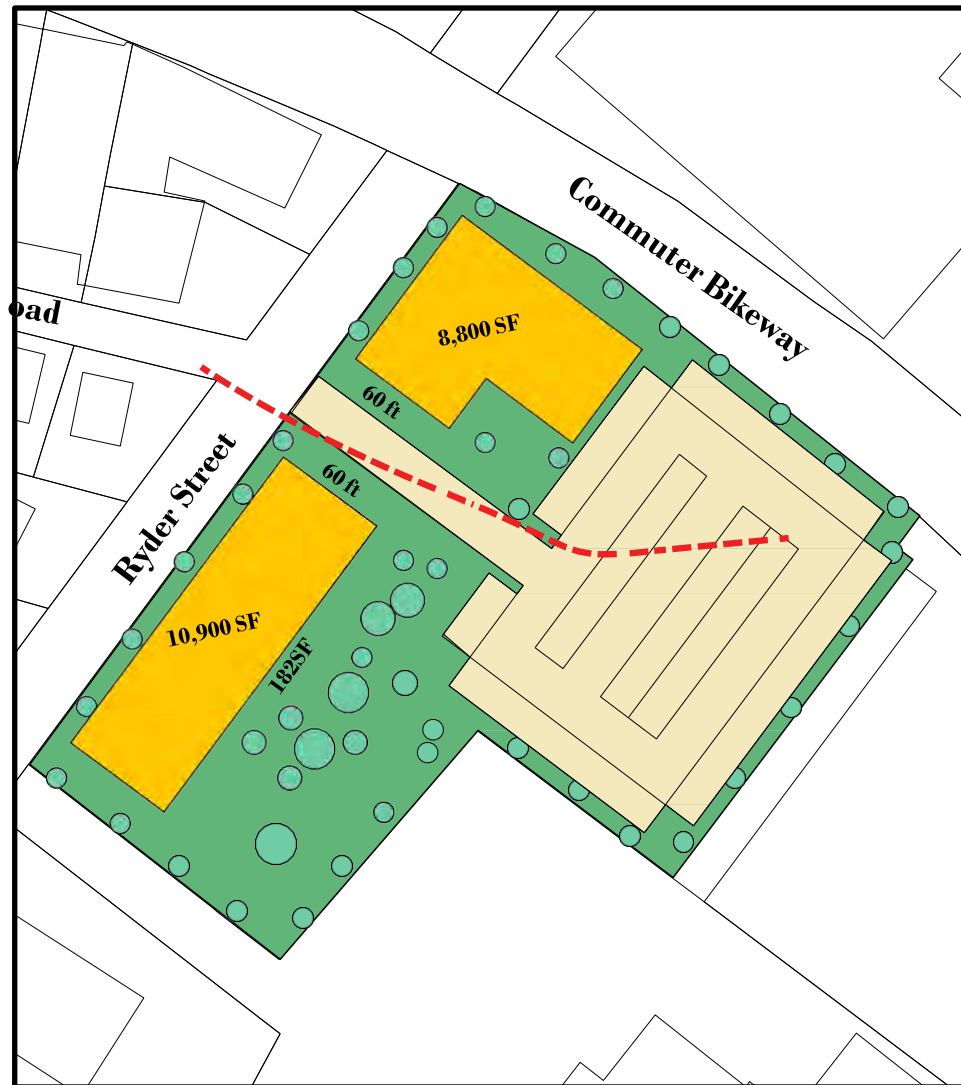 Commuter Bikeway
oad
8,800 SF
60 ft
Ryder Street
60 ft
10,900 SF
182SF